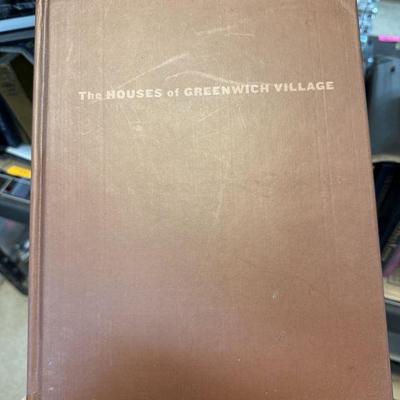 The HOUSES of GREENWICH VILLAGE